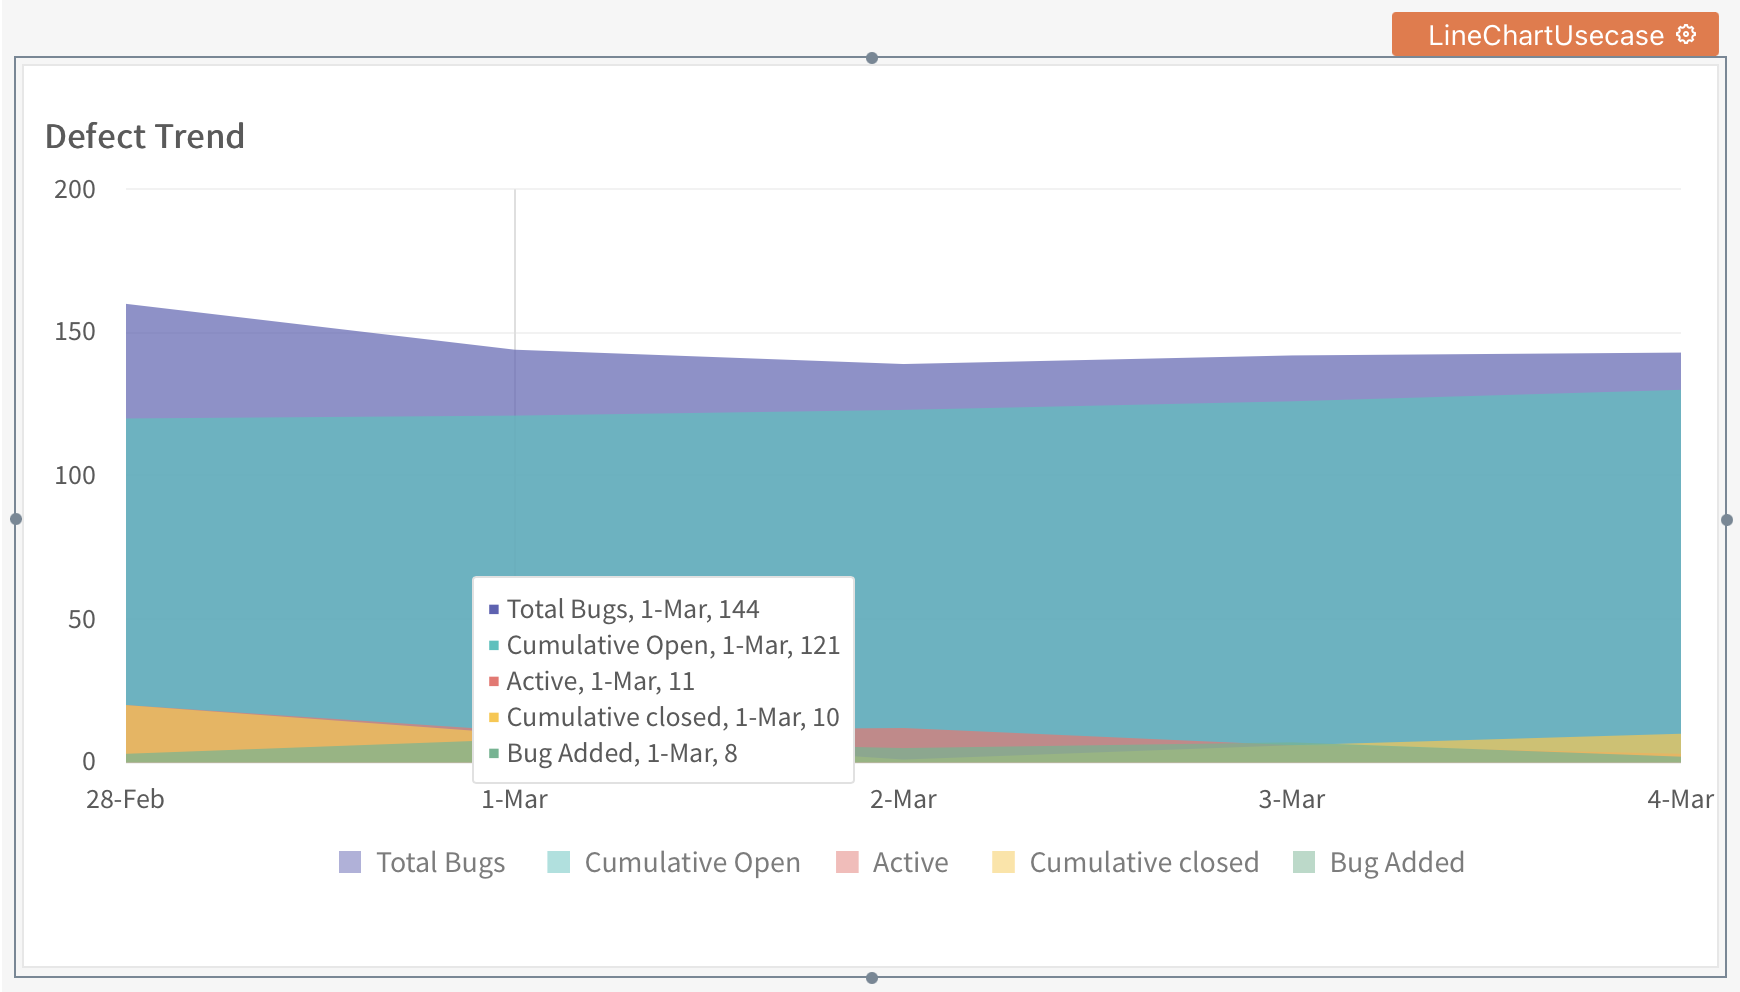 LineChartUsecase
Defect Trend
200
150
100
50
0
Total Bugs, 1-Mar, 144
Cumulative Open, 1-Mar, 121
Active, 1-Mar, 11
Cumulative closed, 1-Mar, 10
Bug Added, 1-Mar, 8
28-Feb 1-Mar 2-Mar 3-Mar 4-Mar
Total Bugs Cumulative Open Active Cumulative closed Bug Added